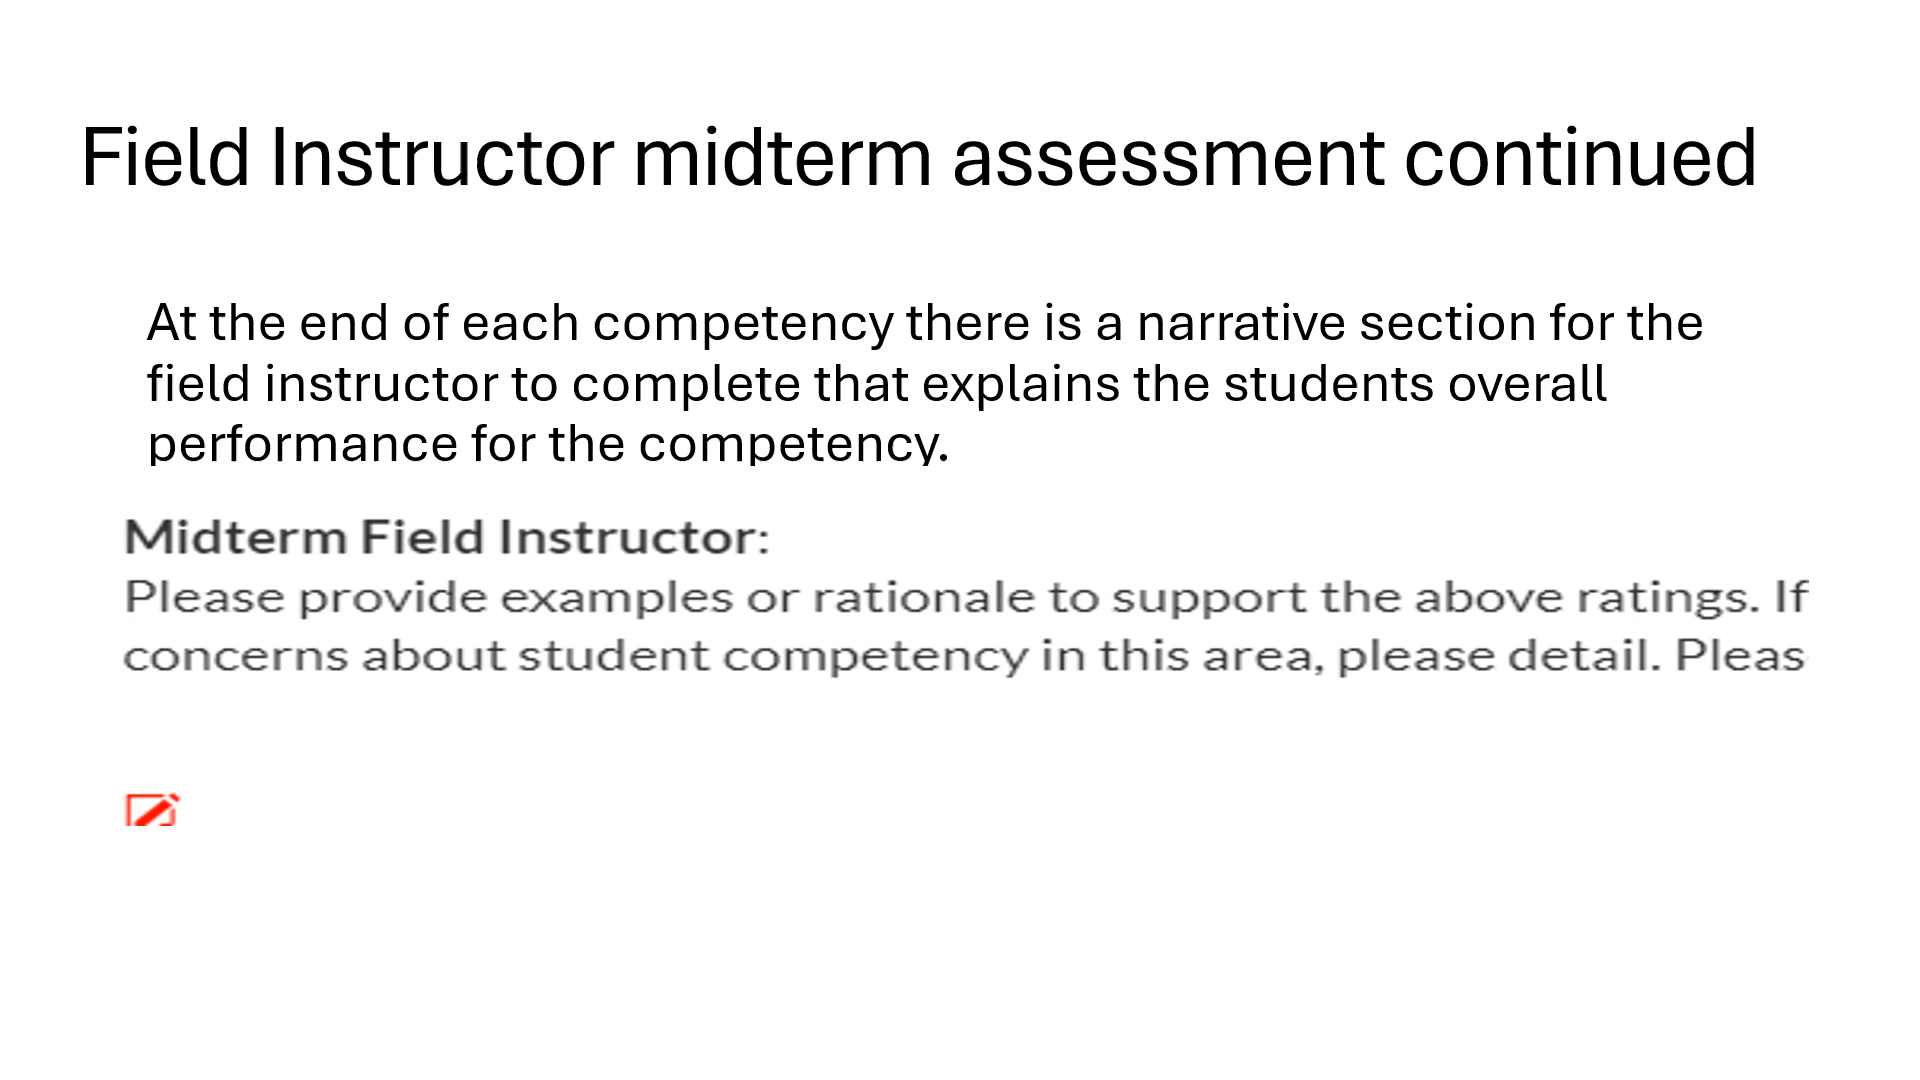 Field Instructor midterm assessment continued
At the end of each competency there is a narrative section for the
field instructor to complete that explains the students overall
performance for the competency.
Midterm Field Instructor:
Please provide examples or rationale to support the above ratings. If
concerns about student competency in this area, please detail. Pleas